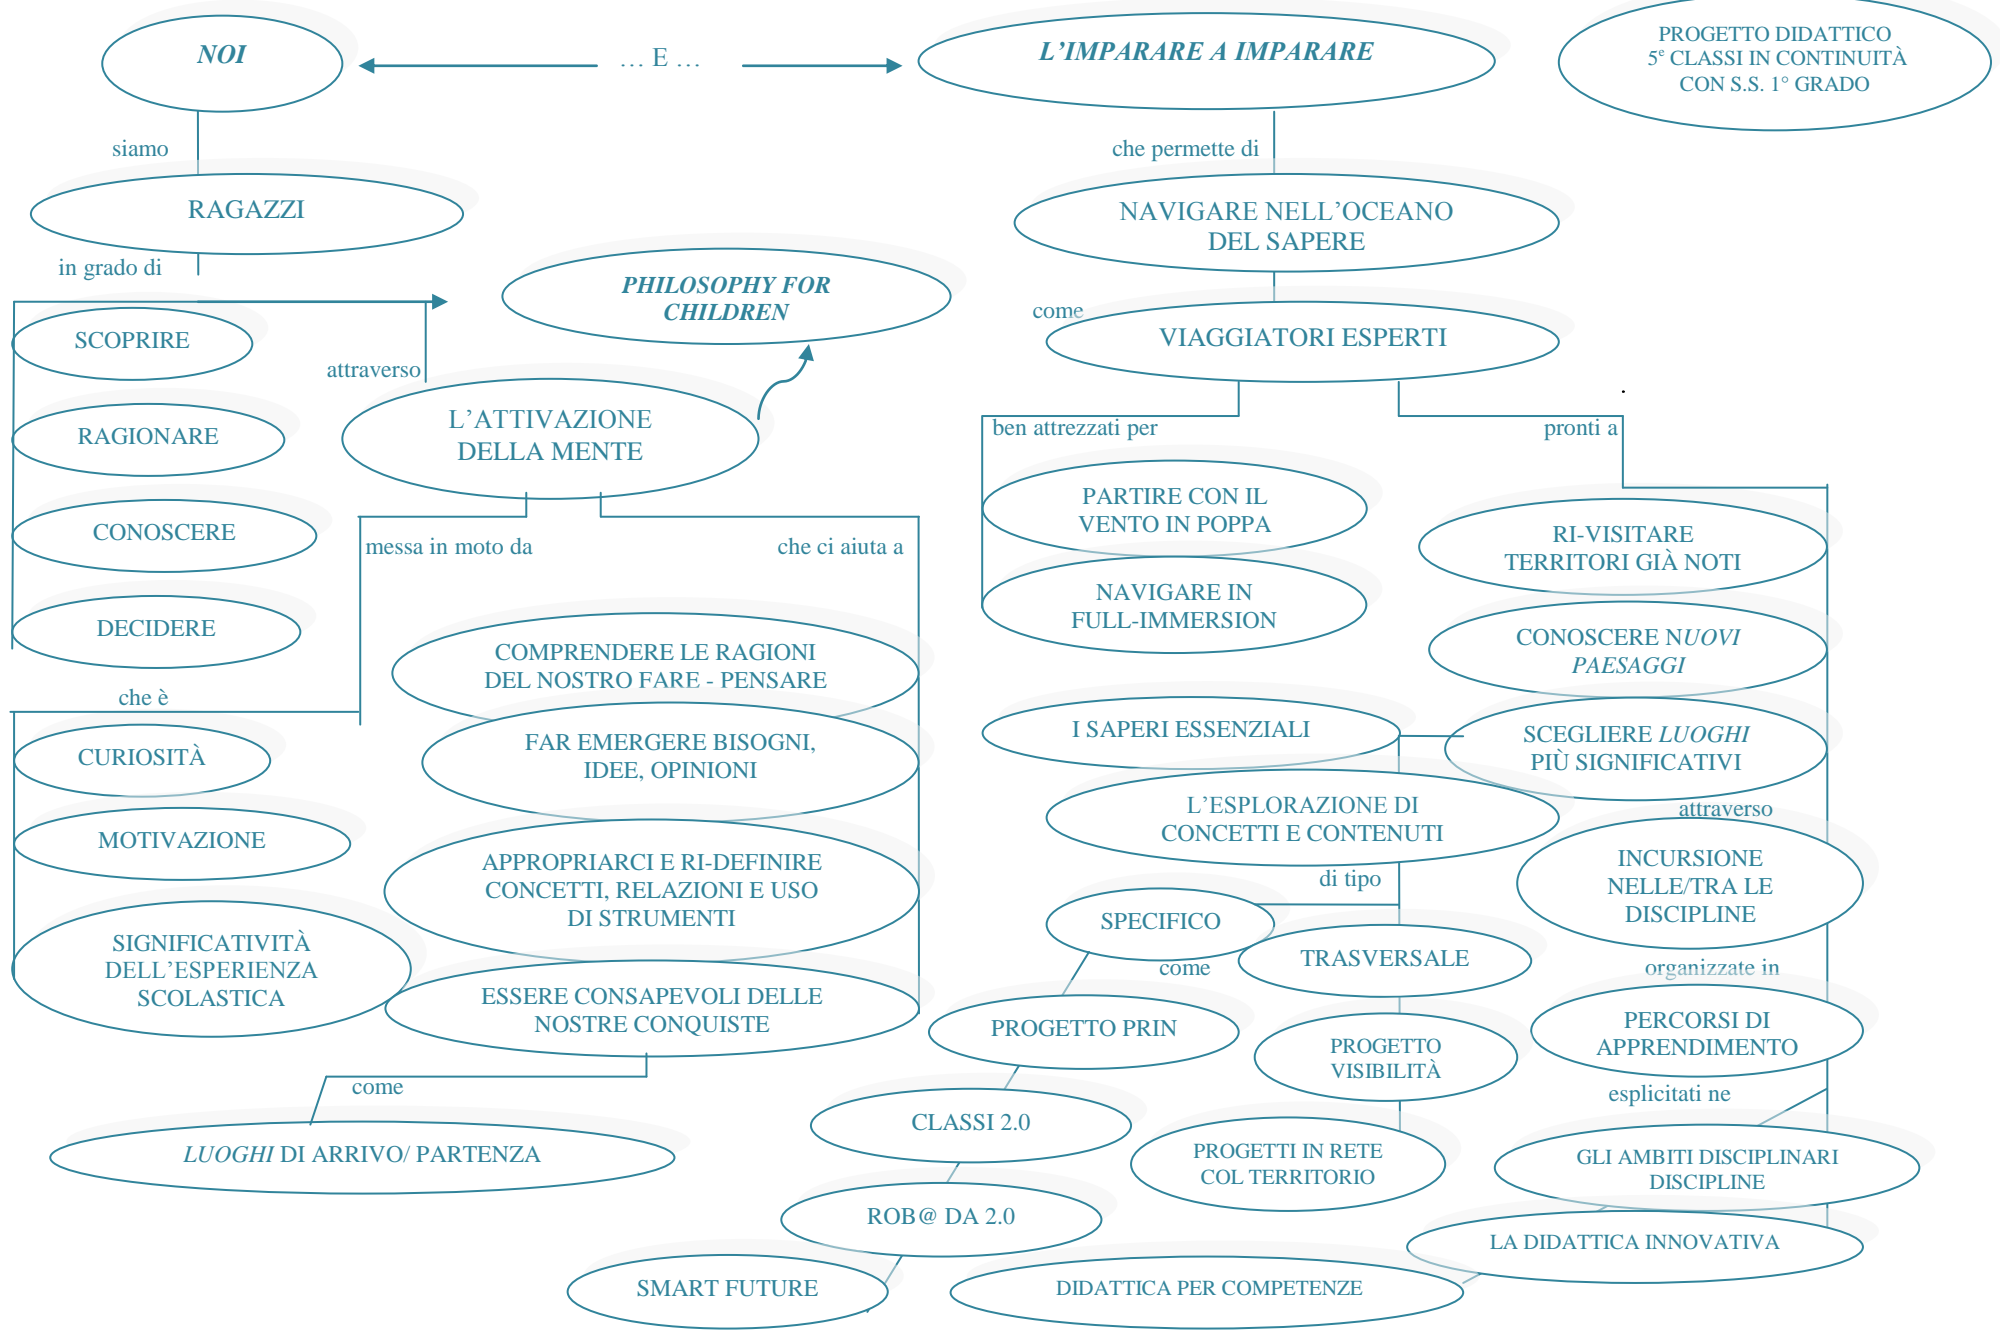 NOI
… E …
L'IMPARARE A IMPARARE
PROGETTO DIDATTICO
5e CLASSI IN CONTINUITÀ
CON S.S. 1° GRADO
siamo
RAGAZZI
in grado di
SCOPRIRE
RAGIONARE
CONOSCERE
DECIDERE
attraverso
L'ATTIVAZIONE
DELLA MENTE
PHILOSOPHY FOR
CHILDREN
messa in moto da
che è
CURIOSITÀ
MOTIVAZIONE
SIGNIFICATIVITÀ
DELL'ESPERIENZA
SCOLASTICA
che ci aiuta a
COMPRENDERE LE RAGIONI
DEL NOSTRO FARE - PENSARE
FAR EMERGERE BISOGNI,
IDEE, OPINIONI
APPROPRIARCI E RI-DEFINIRE
CONCETTI, RELAZIONI E USO
DI STRUMENTI
ESSERE CONSAPEVOLI DELLE
NOSTRE CONQUISTE
come
LUOGHI DI ARRIVO/ PARTENZA
che permette di
NAVIGARE NELL'OCEANO
DEL SAPERE
come
VIAGGIATORI ESPERTI
ben attrezzati per
PARTIRE CON IL
VENTO IN POPPA
NAVIGARE IN
FULL-IMMERSION
pronti a
RI-VISITARE
TERRITORI GIÀ NOTI
CONOSCERE NUOVI
PAESAGGI
SCEGLIERE LUOGHI
PIÙ SIGNIFICATIVI
I SAPERI ESSENZIALI
L'ESPLORAZIONE DI
CONCETTI E CONTENUTI
di tipo
SPECIFICO
come
TRASVERSALE
PROGETTO PRIN
CLASSI 2.0
ROB@ DA 2.0
SMART FUTURE
PROGETTO
VISIBILITÀ
PROGETTI IN RETE
COL TERRITORIO
attraverso
INCURSIONE
NELLE/TRA LE
DISCIPLINE
organizzate in
PERCORSI DI
APPRENDIMENTO
esplicitati ne
GLI AMBITI DISCIPLINARI
DISCIPLINE
LA DIDATTICA INNOVATIVA
DIDATTICA PER COMPETENZE